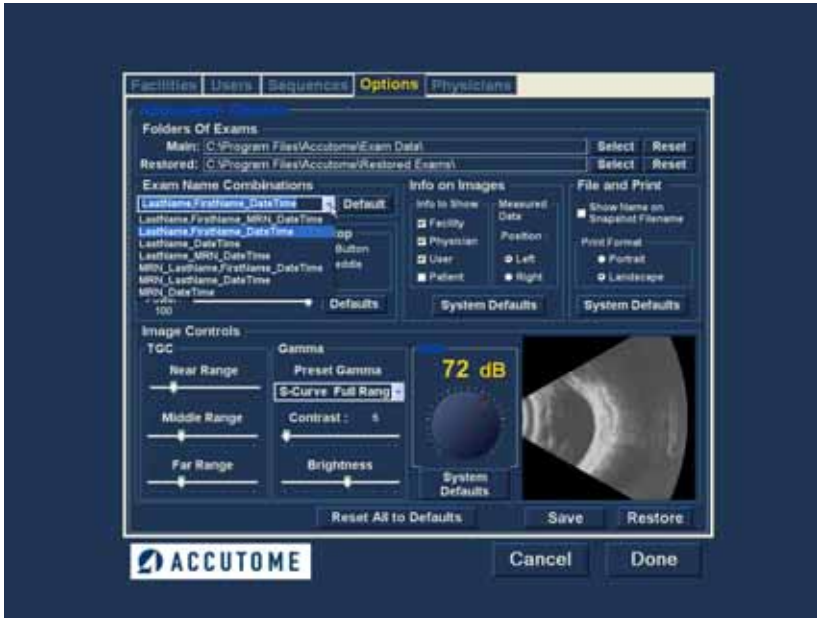 Facilities Users Sequences Options Physicians
Folders Of Exams
Main: C:\Program Files\Accutome\Exam Data\ Select Reset
Restored: C:\Program Files\Accutome\Restored Exams\ Select Reset
Exam Name Combinations
LastName,FirstName_DateTime Default
LastName,FirstName_MRN_DateTime
LastName,FirstName_DateTime
LastName_DateTime
LastName_MRN_DateTime
MRN_LastName,FirstName_DateTime
MRN_LastName_DateTime
MRN_DateTime
Button
100 Defaults
Info on Images
Info to Show
Facility
Physician
User
Patient
Measured
Data
Position
Left
Right
System Defaults
File and Print
Show Name on
Snapshot Filename
Print Format
Portrait
Landscape
System Defaults
Image Controls
TGC
Near Range
Middle Range
Far Range
Gamma
Preset Gamma
S-Curve Full Rang
Contrast :
Brightness
72 dB
System
Defaults
Reset All to Defaults Save Restore
ACCUTOME Cancel Done